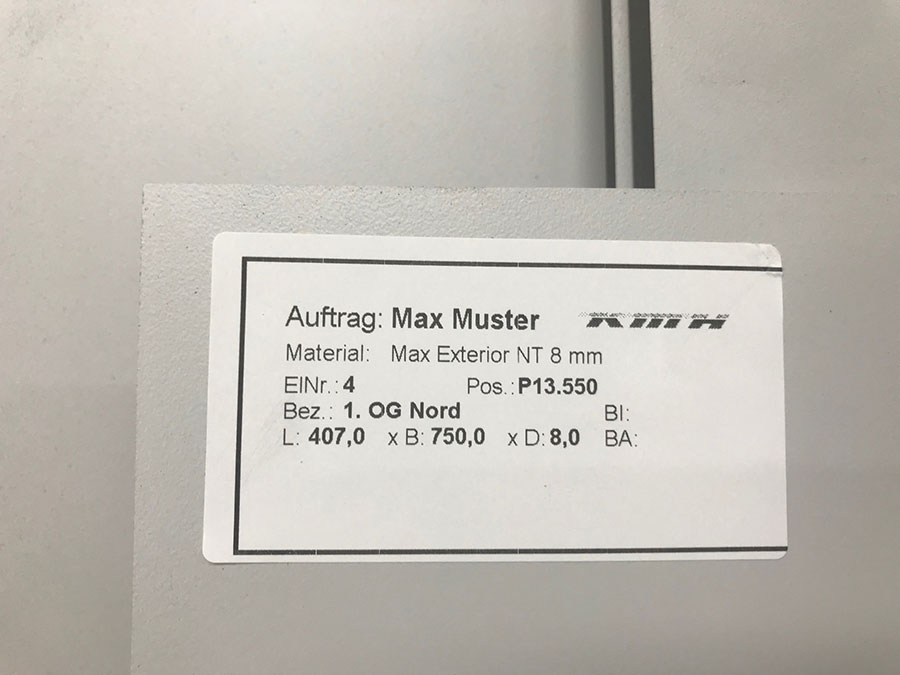 Auftrag: Max Muster KMH
Material: Max Exterior NT 8 mm
ElNr.: 4 Pos.: P13.550
Bez.: 1. OG Nord BI:
L: 407,0 x B: 750,0 x D: 8,0 BA: